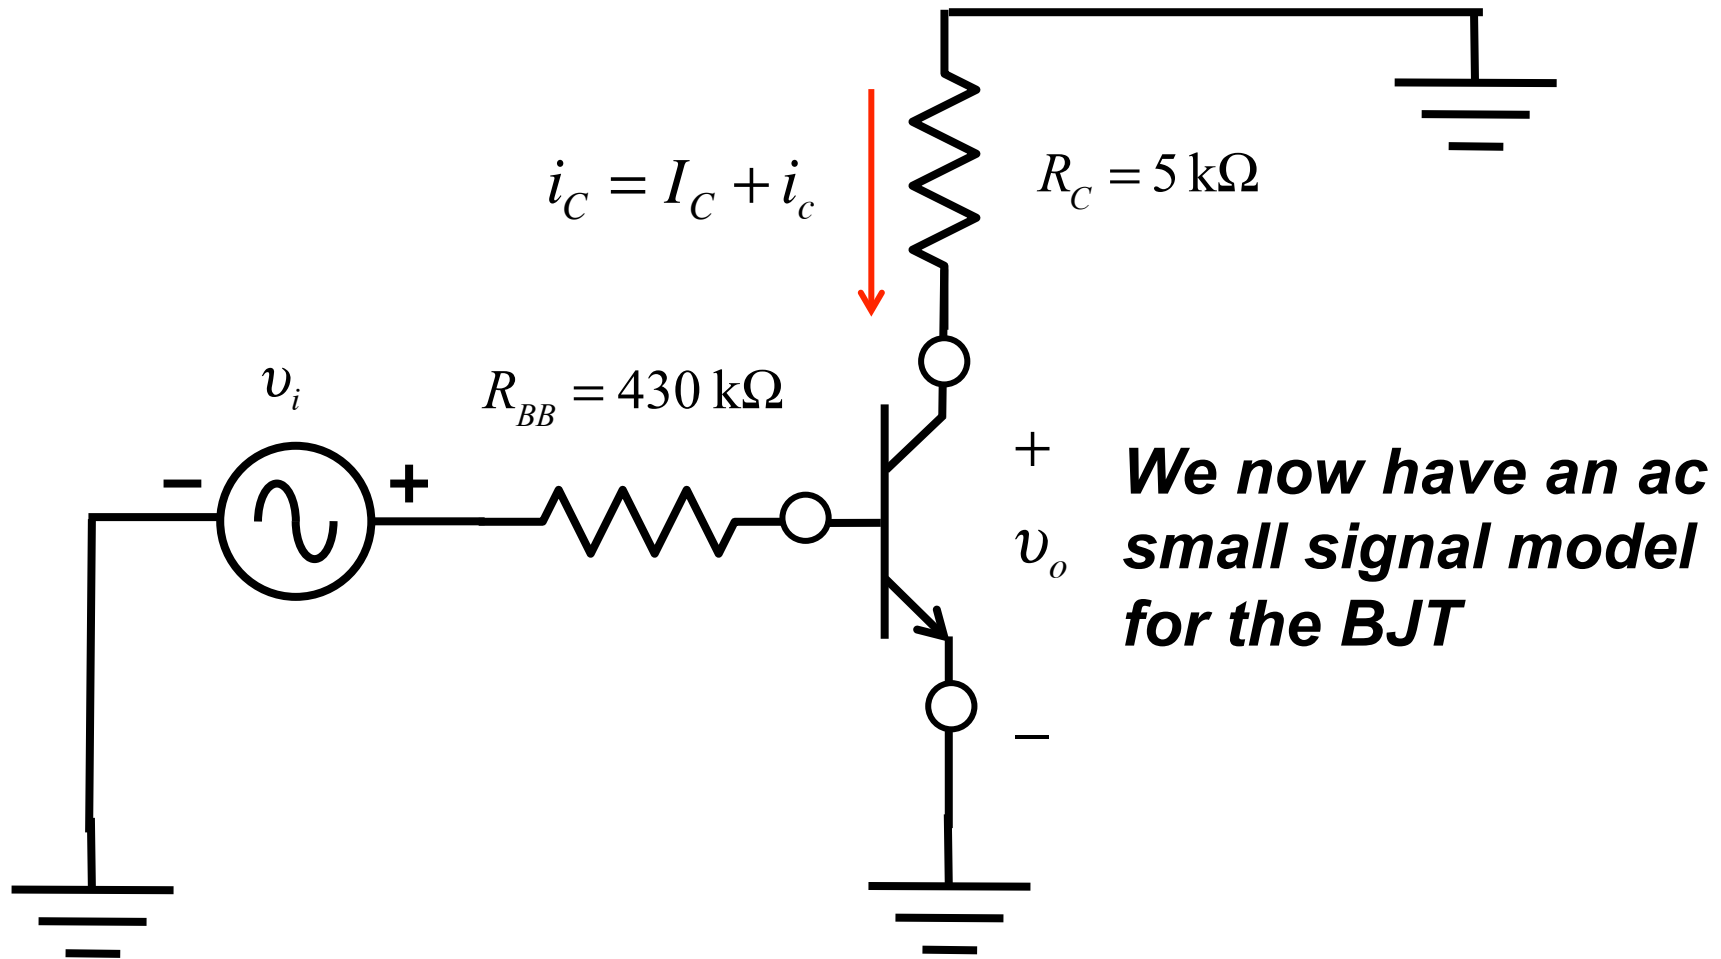 i_C = I_C + i_c
R_C = 5 kΩ
υ_i
R_BB = 430 kΩ
− +
+
υ_o
−
We now have an ac
small signal model
for the BJT